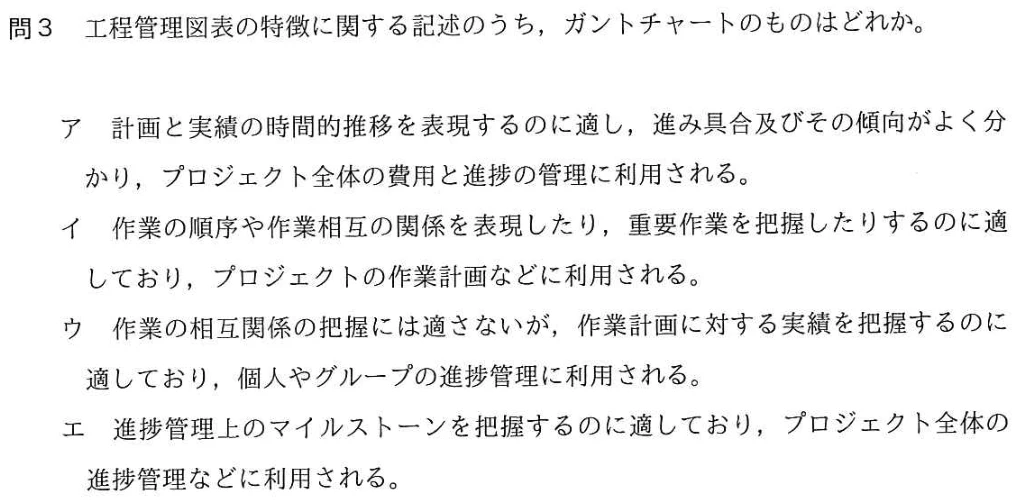 問3　工程管理図表の特徴に関する記述のうち，ガントチャートのものはどれか。
ア　計画と実績の時間的推移を表現するのに適し，進み具合及びその傾向がよく分
かり，プロジェクト全体の費用と進捗の管理に利用される。
イ　作業の順序や作業相互の関係を表現したり，重要作業を把握したりするのに適
しており，プロジェクトの作業計画などに利用される。
ウ　作業の相互関係の把握には適さないが，作業計画に対する実績を把握するのに
適しており，個人やグループの進捗管理に利用される。
エ　進捗管理上のマイルストーンを把握するのに適しており，プロジェクト全体の
進捗管理などに利用される。